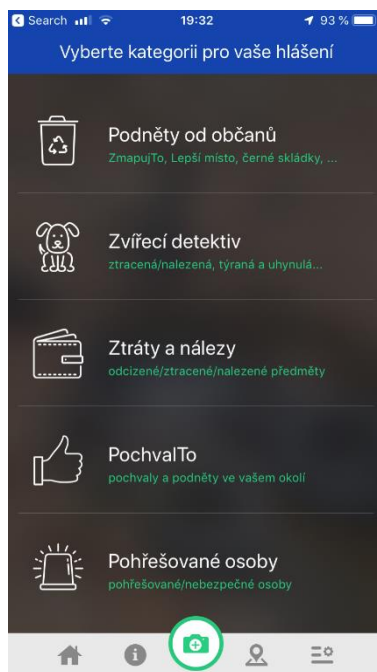 Search 19:32 93 %
Vyberte kategorii pro vaše hlášení
Podněty od občanů
ZmapujTo, Lepší místo, černé skládky, ...
Zvířecí detektiv
ztracená/nalezená, týraná a uhynulá...
Ztráty a nálezy
odcizené/ztracené/nalezené předměty
PochvalTo
pochvaly a podněty ve vašem okolí
Pohřešované osoby
pohřešované/nebezpečné osoby